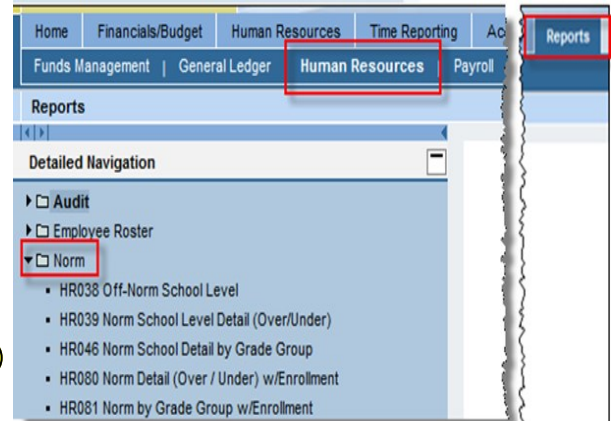 Home Financials/Budget Human Resources Time Reporting Reports
Funds Management | General Ledger Human Resources Payroll
Reports
Detailed Navigation
Audit
Employee Roster
Norm
HR038 Off-Norm School Level
HR039 Norm School Level Detail (Over/Under)
HR046 Norm School Detail by Grade Group
HR080 Norm Detail (Over / Under) w/Enrollment
HR081 Norm by Grade Group w/Enrollment